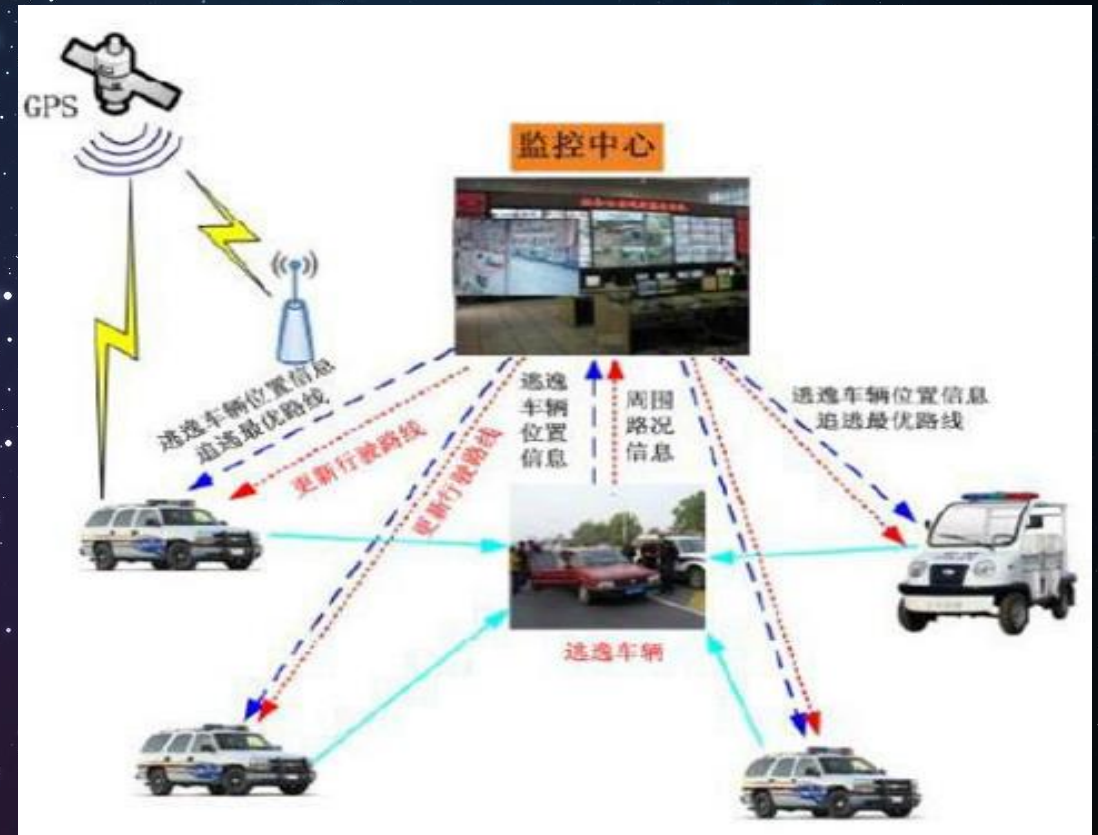 GPS
监控中心
逃逸车辆位置信息
追逃最优路线
更新行驶路线
更新行驶路线
逃逸
车辆
位置
信息
周围
路况
信息
逃逸车辆位置信息
追逃最优路线
逃逸车辆